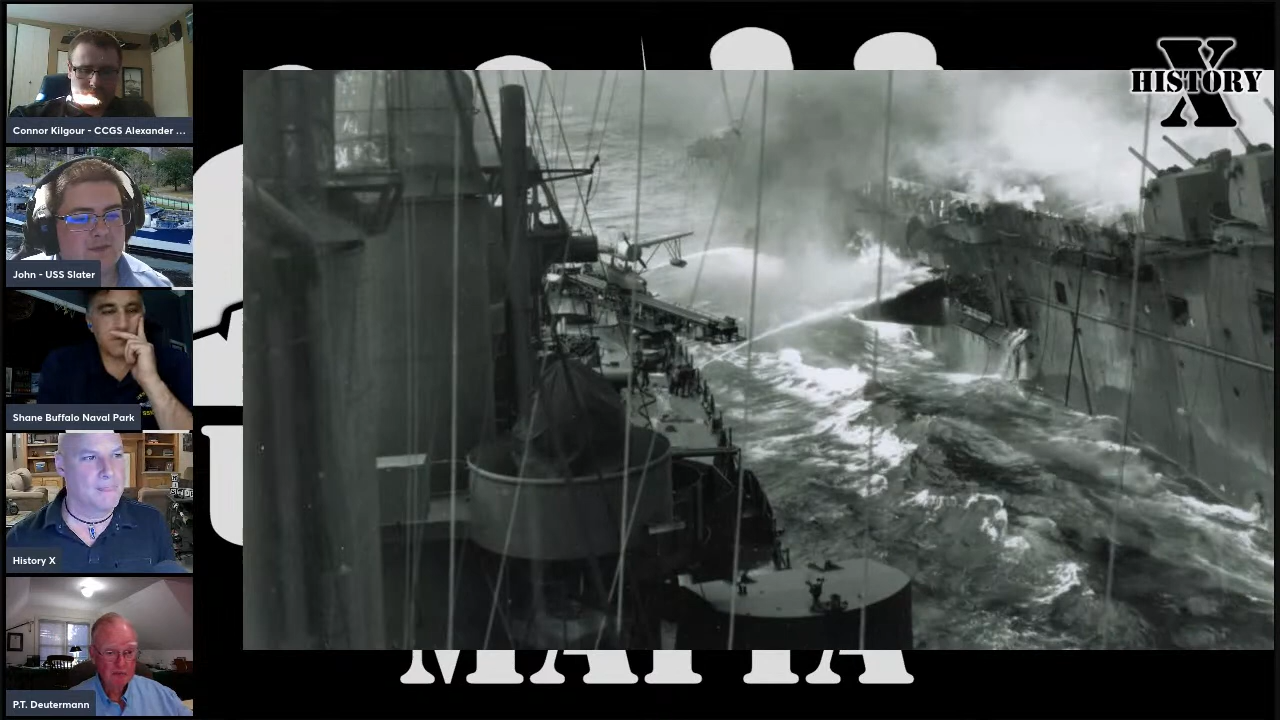 Connor Kilgour - CCGS Alexander ...
John - USS Slater
Shane Buffalo Naval Park
History X
P.T. Deutermann
X
HISTORY
MAFIA